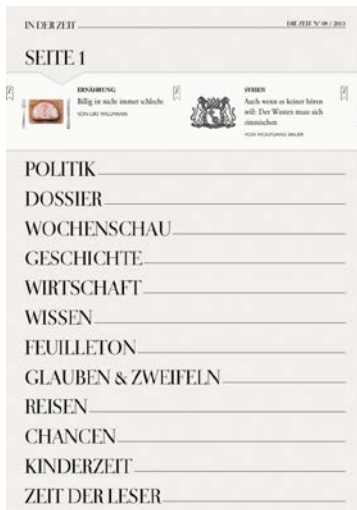 IN DER ZEIT
DIE ZEIT Nº 09 / 2013
SEITE 1
ERNÄHRUNG
Billig ist nicht immer schlecht
VON URS WILLMANN
SYRIEN
Auch wenn es keiner hören
will: Der Westen muss sich
einmischen
VON WOLFGANG BAUER
POLITIK
DOSSIER
WOCHENSCHAU
GESCHICHTE
WIRTSCHAFT
WISSEN
FEUILLETON
GLAUBEN & ZWEIFELN
REISEN
CHANCEN
KINDERZEIT
ZEIT DER LESER